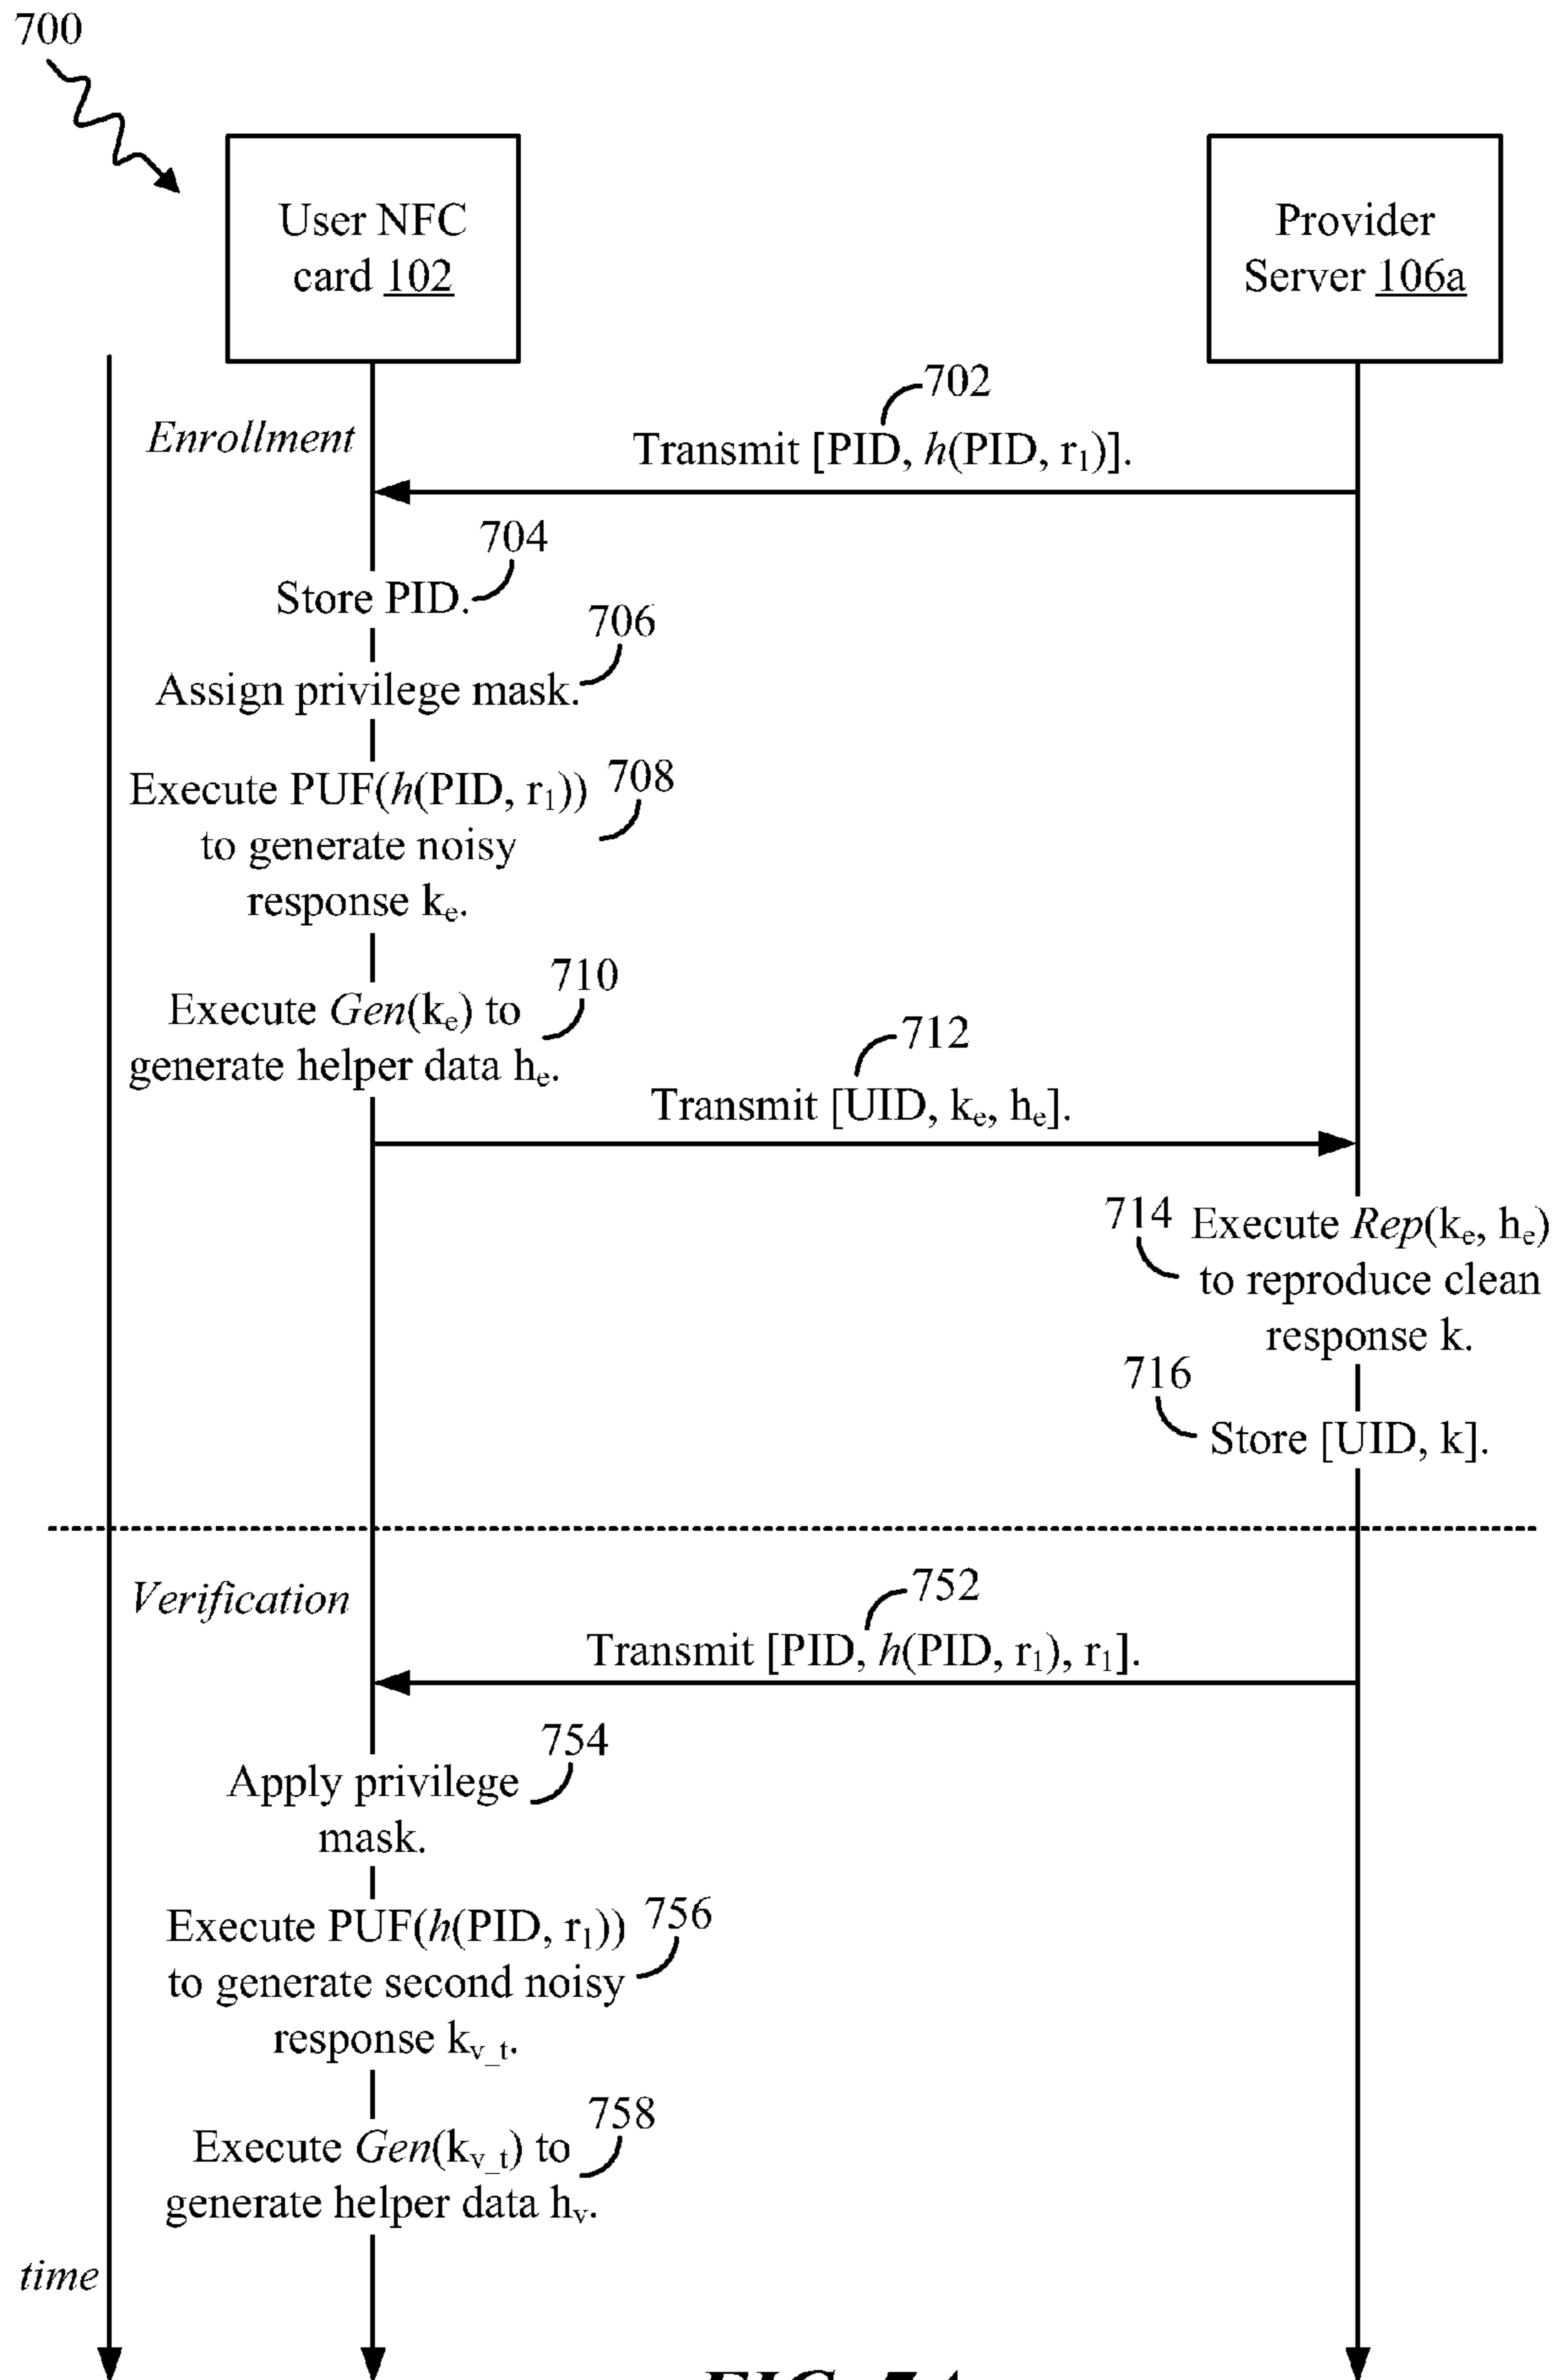 700
User NFC
card 102
Provider
Server 106a
Enrollment
702
Transmit [PID, h(PID, r₁)].
704
Store PID.
706
Assign privilege mask.
Execute PUF(h(PID, r₁)) 708
to generate noisy
response kₑ.
710
Execute Gen(kₑ) to
generate helper data hₑ.
712
Transmit [UID, kₑ, hₑ].
714 Execute Rep(kₑ, hₑ)
to reproduce clean
response k.
716
Store [UID, k].
Verification
752
Transmit [PID, h(PID, r₁), r₁].
754
Apply privilege
mask.
Execute PUF(h(PID, r₁)) 756
to generate second noisy
response k_v_t.
758
Execute Gen(k_v_t) to
generate helper data hᵥ.
time